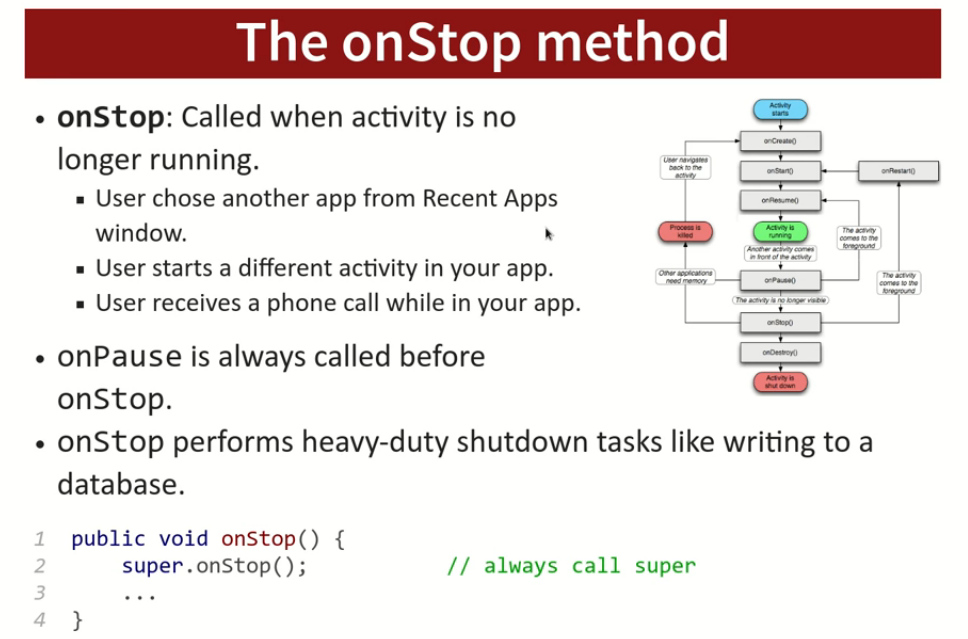 The onStop method
• onStop: Called when activity is no
longer running.
▪ User chose another app from Recent Apps
window.
▪ User starts a different activity in your app.
▪ User receives a phone call while in your app.
• onPause is always called before
onStop.
• onStop performs heavy-duty shutdown tasks like writing to a
database.
1 public void onStop() {
2 super.onStop(); // always call super
3 ...
4 }
Activity
starts
onCreate()
User navigates
back to the
activity
onStart()
onRestart()
onResume()
Process is
killed
Activity is
running
The activity
comes to the
foreground
Another activity comes
in front of the activity
Other applications
need memory
onPause()
The activity
comes to the
foreground
The activity is no longer visible
onStop()
onDestroy()
Activity is
shut down